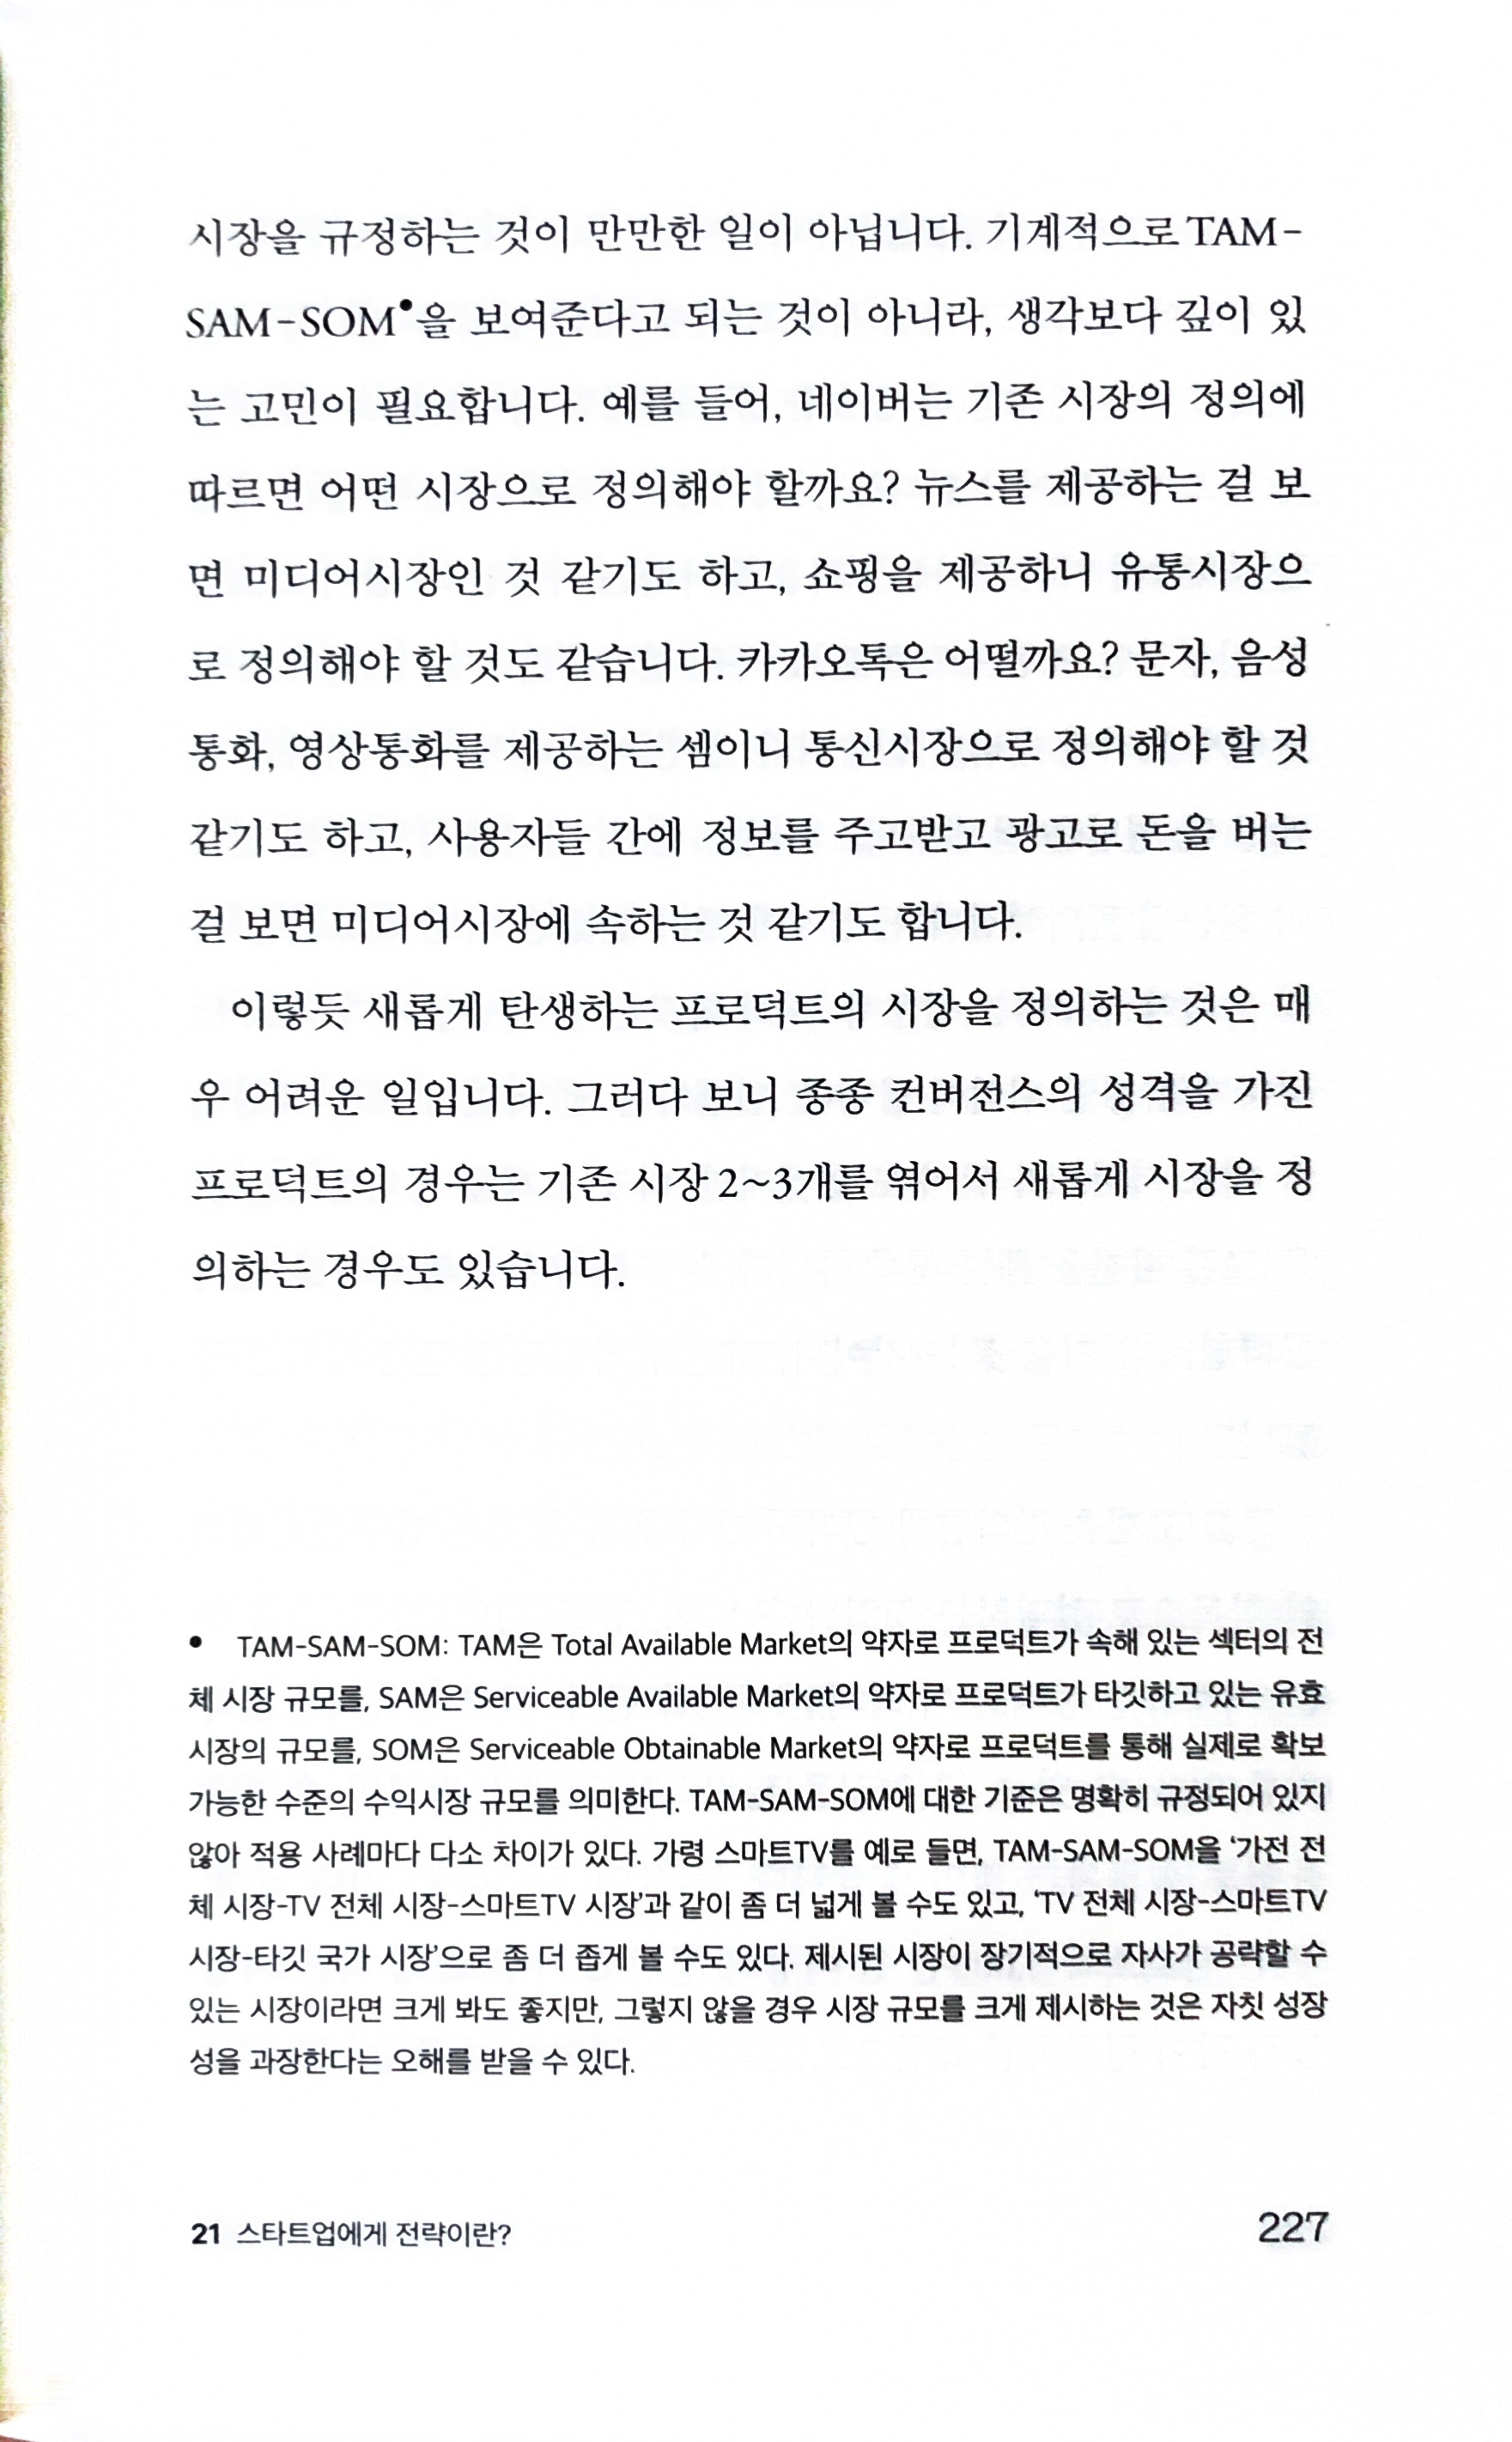 시장을 규정하는 것이 만만한 일이 아닙니다. 기계적으로 TAM-
SAM-SOM•을 보여준다고 되는 것이 아니라, 생각보다 깊이 있
는 고민이 필요합니다. 예를 들어, 네이버는 기존 시장의 정의에
따르면 어떤 시장으로 정의해야 할까요? 뉴스를 제공하는 걸 보
면 미디어시장인 것 같기도 하고, 쇼핑을 제공하니 유통시장으
로 정의해야 할 것도 같습니다. 카카오톡은 어떨까요? 문자, 음성
통화, 영상통화를 제공하는 셈이니 통신시장으로 정의해야 할 것
같기도 하고, 사용자들 간에 정보를 주고받고 광고로 돈을 버는
걸 보면 미디어시장에 속하는 것 같기도 합니다.
이렇듯 새롭게 탄생하는 프로덕트의 시장을 정의하는 것은 매
우 어려운 일입니다. 그러다 보니 종종 컨버전스의 성격을 가진
프로덕트의 경우는 기존 시장 2~3개를 엮어서 새롭게 시장을 정
의하는 경우도 있습니다.
• TAM-SAM-SOM: TAM은 Total Available Market의 약자로 프로덕트가 속해 있는 섹터의 전
체 시장 규모를, SAM은 Serviceable Available Market의 약자로 프로덕트가 타깃하고 있는 유효
시장의 규모를, SOM은 Serviceable Obtainable Market의 약자로 프로덕트를 통해 실제로 확보
가능한 수준의 수익시장 규모를 의미한다. TAM-SAM-SOM에 대한 기준은 명확히 규정되어 있지
않아 적용 사례마다 다소 차이가 있다. 가령 스마트TV를 예로 들면, TAM-SAM-SOM을 ‘가전 전
체 시장-TV 전체 시장-스마트TV 시장’과 같이 좀 더 넓게 볼 수도 있고, ‘TV 전체 시장-스마트TV
시장-타깃 국가 시장’으로 좀 더 좁게 볼 수도 있다. 제시된 시장이 장기적으로 자사가 공략할 수
있는 시장이라면 크게 봐도 좋지만, 그렇지 않을 경우 시장 규모를 크게 제시하는 것은 자칫 성장
성을 과장한다는 오해를 받을 수 있다.
21 스타트업에게 전략이란?
227